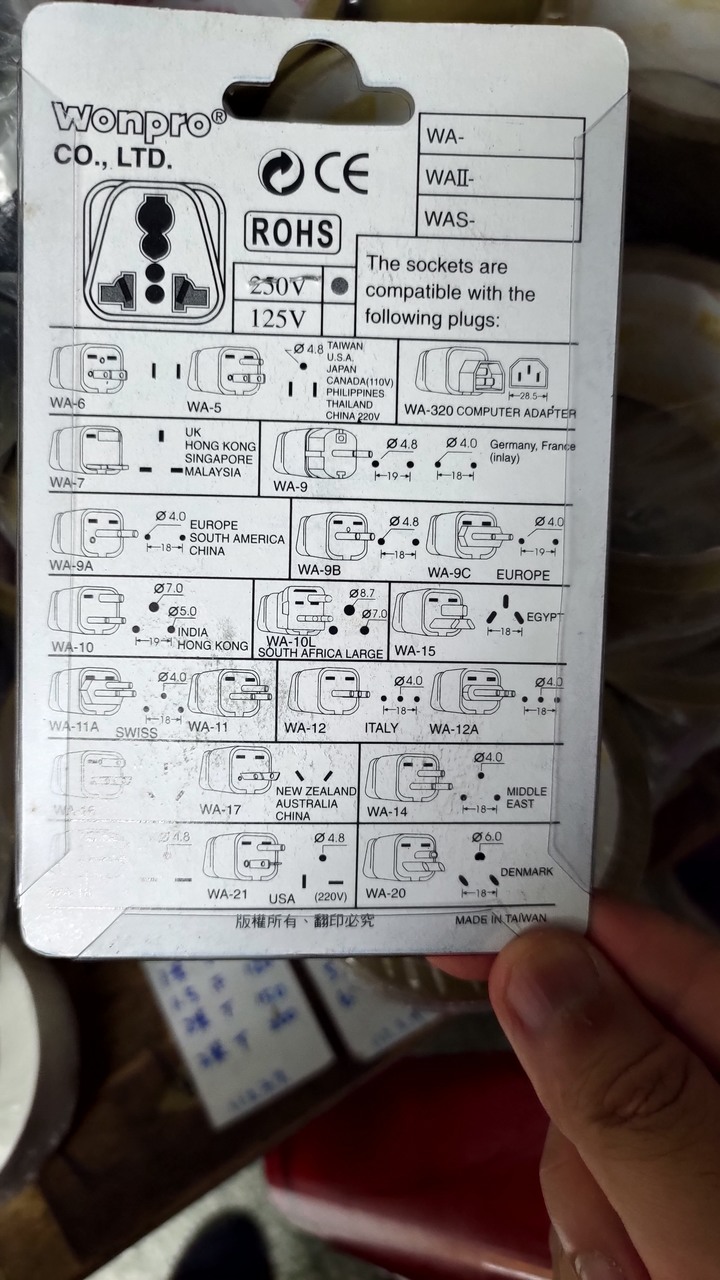 wonpro®
CO., LTD.
CE
ROHS
250V
125V
WA-
WAII-
WAS-
The sockets are
compatible with the
following plugs:
WA-6
WA-5
Ø 4.8
TAIWAN
U.S.A.
JAPAN
CANADA(110V)
PHILIPPINES
THAILAND
CHINA 220V
28.5
WA-320 COMPUTER ADAPTER
WA-7
UK
HONG KONG
SINGAPORE
MALAYSIA
WA-9
Ø 4.8
19
Ø 4.0
18
Germany, France
(inlay)
WA-9A
Ø 4.0
18
EUROPE
SOUTH AMERICA
CHINA
WA-9B
Ø 4.8
18
WA-9C
Ø 4.0
19
EUROPE
WA-10
Ø7.0
Ø5.0
19
INDIA
HONG KONG
WA-10L
Ø8.7
Ø7.0
SOUTH AFRICA LARGE
WA-15
18
EGYPT
WA-11A
Ø4.0
18
SWISS
WA-11
WA-12
Ø4.0
18
ITALY
WA-12A
Ø4.0
18
WA-16
WA-17
NEW ZEALAND
AUSTRALIA
CHINA
WA-14
Ø4.0
18
MIDDLE
EAST
Ø 4.8
WA-21
Ø 4.8
USA
(220V)
WA-20
Ø6.0
18
DENMARK
版權所有、翻印必究
MADE IN TAIWAN